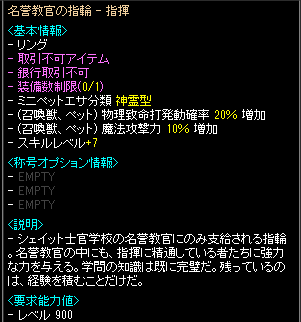 名誉教官の指輪 - 指揮
<基本情報>
- リング
- 取引不可アイテム
- 銀行取引不可
- 装備数制限(0/1)
- ミニペットエサ分類 神霊型
- (召喚獣、ペット) 物理致命打発動確率 20% 増加
- (召喚獣、ペット) 魔法攻撃力 10% 増加
- スキルレベル+7
<称号オプション情報>
- EMPTY
- EMPTY
- EMPTY
<説明>
- シェイット士官学校の名誉教官にのみ支給される指輪
。名誉教官の中にも、指揮に精通している者たちに強力
な力を与える。学問の知識は既に完璧だ。残っているの
は、経験を積むことだけだ。
<要求能力値>
- レベル 900